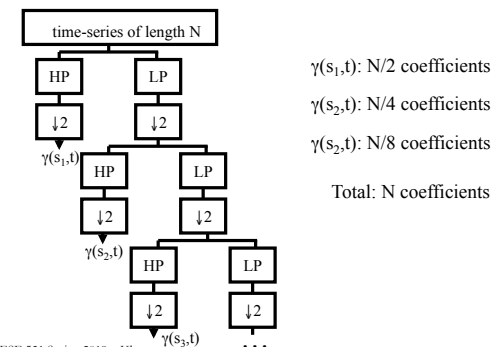 time-series of length N
HP LP
↓2 ↓2
γ(s₁,t)
HP LP
↓2 ↓2
γ(s₂,t)
HP LP
↓2 ↓2
γ(s₃,t) ...
γ(s₁,t): N/2 coefficients
γ(s₂,t): N/4 coefficients
γ(s₂,t): N/8 coefficients
Total: N coefficients